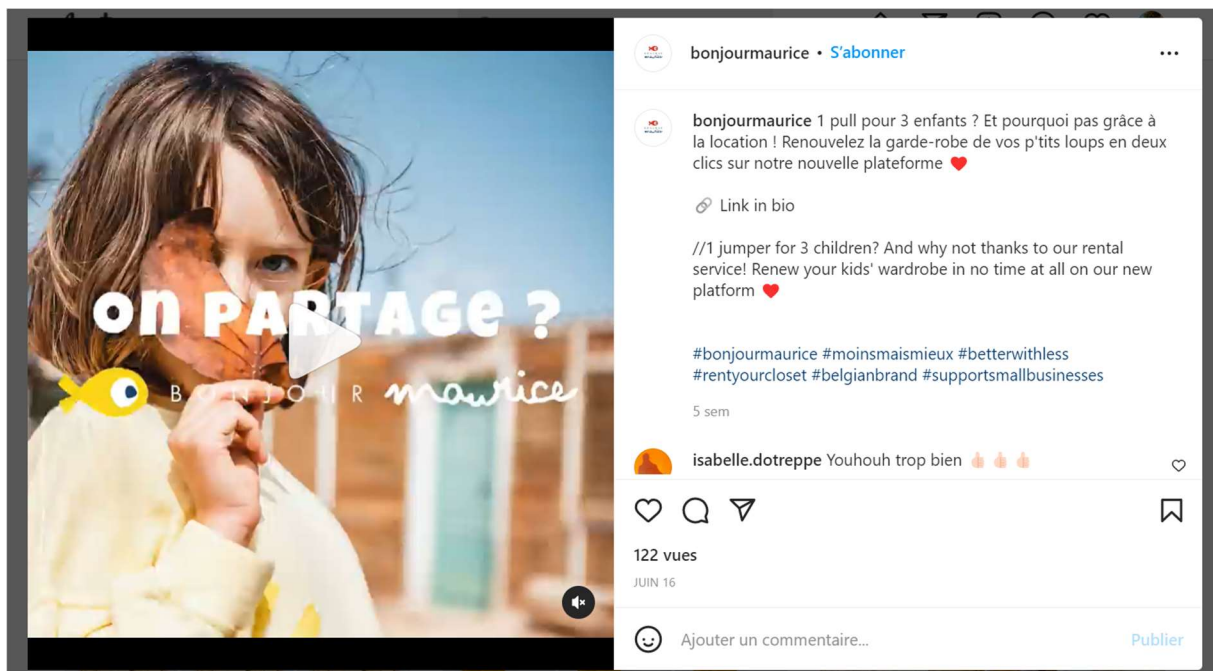 on PARTAGe ?
BONJOUR maurice
bonjourmaurice • S'abonner
bonjourmaurice 1 pull pour 3 enfants ? Et pourquoi pas grâce à
la location ! Renouvelez la garde-robe de vos p'tits loups en deux
clics sur notre nouvelle plateforme ❤️
🔗 Link in bio
//1 jumper for 3 children? And why not thanks to our rental
service! Renew your kids' wardrobe in no time at all on our new
platform ❤️
#bonjourmaurice #moinsmaismieux #betterwithless
#rentyourcloset #belgianbrand #supportsmallbusinesses
5 sem
isabelle.dotreppe Youhouh trop bien 👍🏻👍🏻👍🏻
122 vues
JUIN 16
Ajouter un commentaire...
Publier